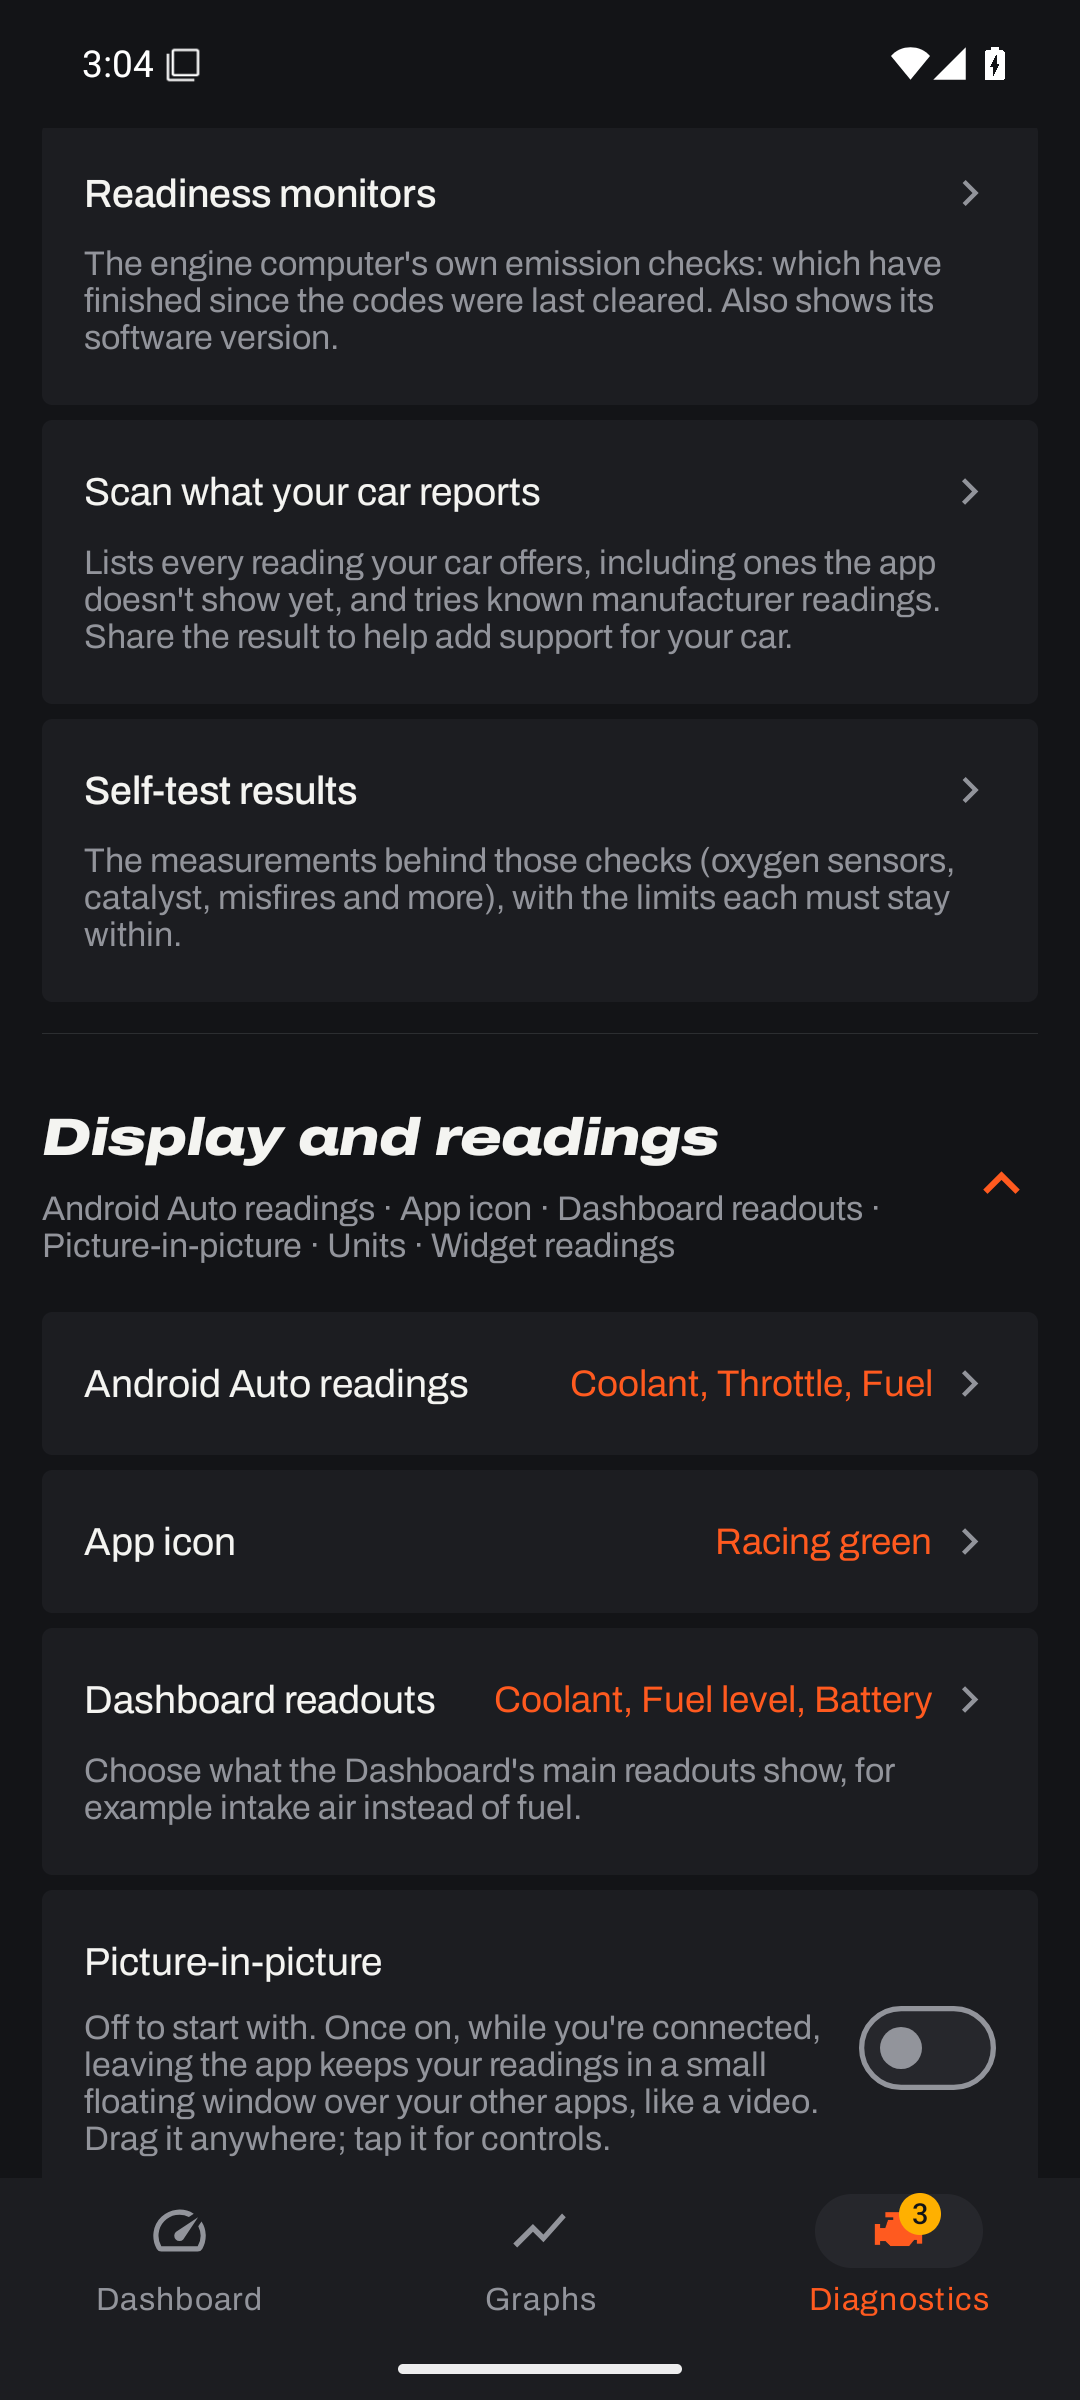 3:04
Readiness monitors
The engine computer's own emission checks: which have
finished since the codes were last cleared. Also shows its
software version.
Scan what your car reports
Lists every reading your car offers, including ones the app
doesn't show yet, and tries known manufacturer readings.
Share the result to help add support for your car.
Self-test results
The measurements behind those checks (oxygen sensors,
catalyst, misfires and more), with the limits each must stay
within.
Display and readings
Android Auto readings · App icon · Dashboard readouts ·
Picture-in-picture · Units · Widget readings
Android Auto readings Coolant, Throttle, Fuel
App icon Racing green
Dashboard readouts Coolant, Fuel level, Battery
Choose what the Dashboard's main readouts show, for
example intake air instead of fuel.
Picture-in-picture
Off to start with. Once on, while you're connected,
leaving the app keeps your readings in a small
floating window over your other apps, like a video.
Drag it anywhere; tap it for controls.
3
Dashboard Graphs Diagnostics